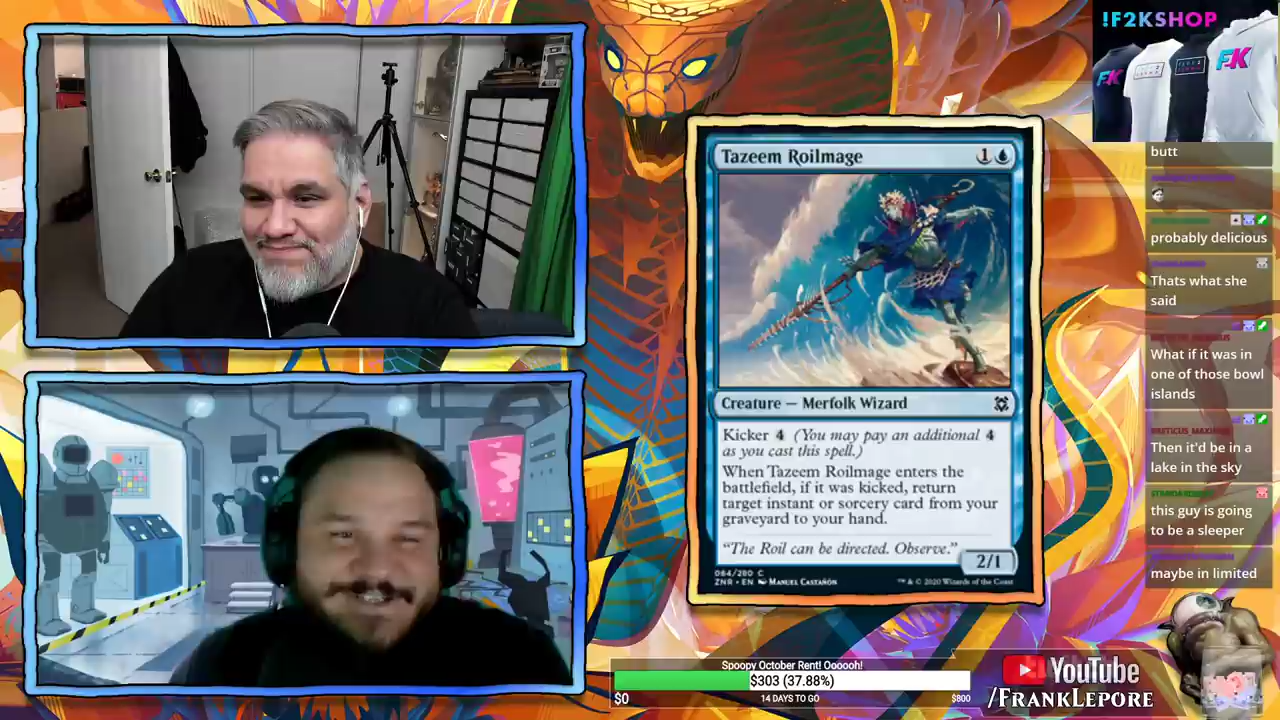 !F2KSHOP
FK
FK
Tazeem Roilmage
1
Creature — Merfolk Wizard
Kicker 4 (You may pay an additional 4
as you cast this spell.)
When Tazeem Roilmage enters the
battlefield, if it was kicked, return
target instant or sorcery card from your
graveyard to your hand.
“The Roil can be directed. Observe.”
2/1
064/280 C
ZNR • EN MANUEL CASTAÑÓN
™ & © 2020 Wizards of the Coast
butt
probably delicious
Thats what she
said
What if it was in
one of those bowl
islands
Then it'd be in a
lake in the sky
this guy is going
to be a sleeper
maybe in limited
Spoopy October Rent! Oooooh!
$303 (37.88%)
$0
14 DAYS TO GO
$800
YouTube
/FRANKLEPORE